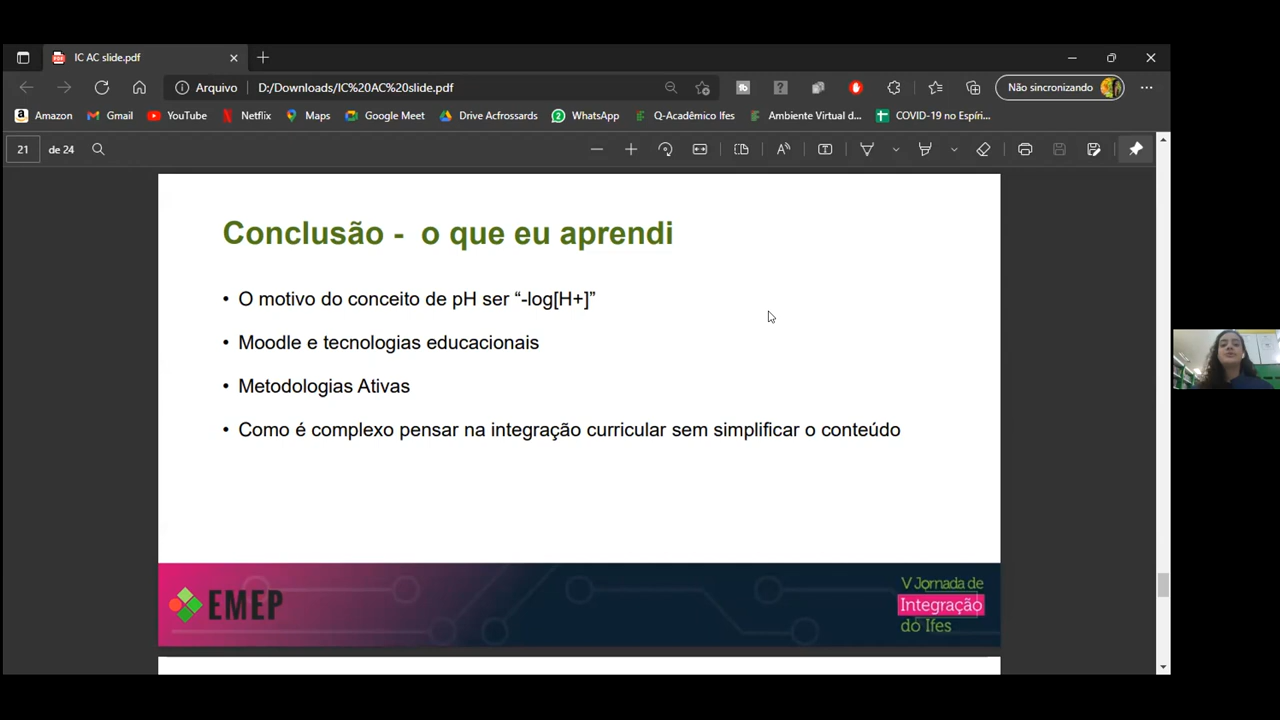 IC AC slide.pdf
Arquivo D:/Downloads/IC%20AC%20slide.pdf
Não sincronizando
Amazon Gmail YouTube Netflix Maps Google Meet Drive Acfrossards WhatsApp Q-Acadêmico Ifes Ambiente Virtual d... COVID-19 no Espíri...
21 de 24
Conclusão - o que eu aprendi
• O motivo do conceito de pH ser “-log[H+]”
• Moodle e tecnologias educacionais
• Metodologias Ativas
• Como é complexo pensar na integração curricular sem simplificar o conteúdo
EMEP
V Jornada de
Integração
do Ifes